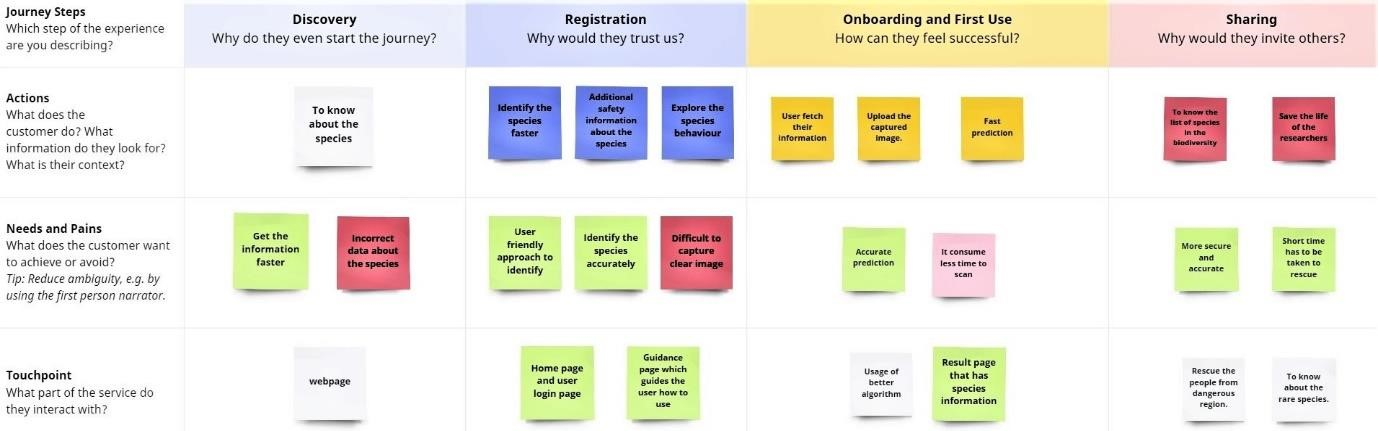 Journey Steps
Which step of the experience
are you describing?
Discovery
Why do they even start the journey?
Registration
Why would they trust us?
Onboarding and First Use
How can they feel successful?
Sharing
Why would they invite others?
Actions
What does the
customer do? What
information do they look for?
What is their context?
To know
about the
species
Identify the
species
faster
Additional
safety
information
about the
species
Explore the
species
behaviour
User fetch
their
information
Upload the
captured
image.
Fast
prediction
To know the
list of species
in the
biodiversity
Save the life
of the
researchers
Needs and Pains
What does the customer want
to achieve or avoid?
Tip: Reduce ambiguity, e.g. by
using the first person narrator.
Get the
information
faster
Incorrect
data about
the species
User
friendly
approach to
identify
Identify the
species
accurately
Difficult to
capture
clear image
Accurate
prediction
It consume
less time to
scan
More secure
and
accurate
Short time
has to be
taken to
rescue
Touchpoint
What part of the service do
they interact with?
webpage
Home page
and user
login page
Guidance
page which
guides the
user how to
use
Usage of
better
algorithm
Result page
that has
species
information
Rescue the
people from
dangerous
region.
To know
about the
rare species.